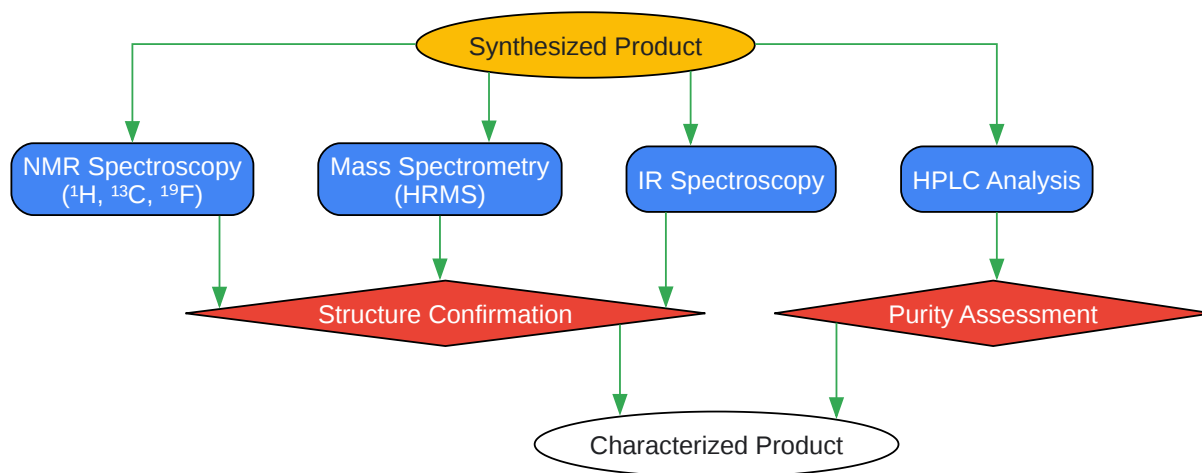 Synthesized Product
NMR Spectroscopy
(¹H, ¹³C, ¹⁹F)
Mass Spectrometry
(HRMS)
IR Spectroscopy
HPLC Analysis
Structure Confirmation
Purity Assessment
Characterized Product